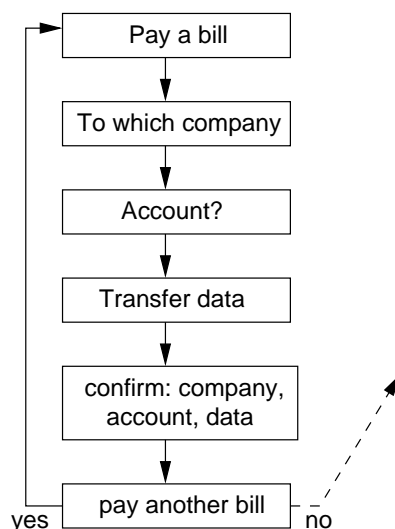 Pay a bill
To which company
Account?
Transfer data
confirm: company,
account, data
pay another bill
yes
no